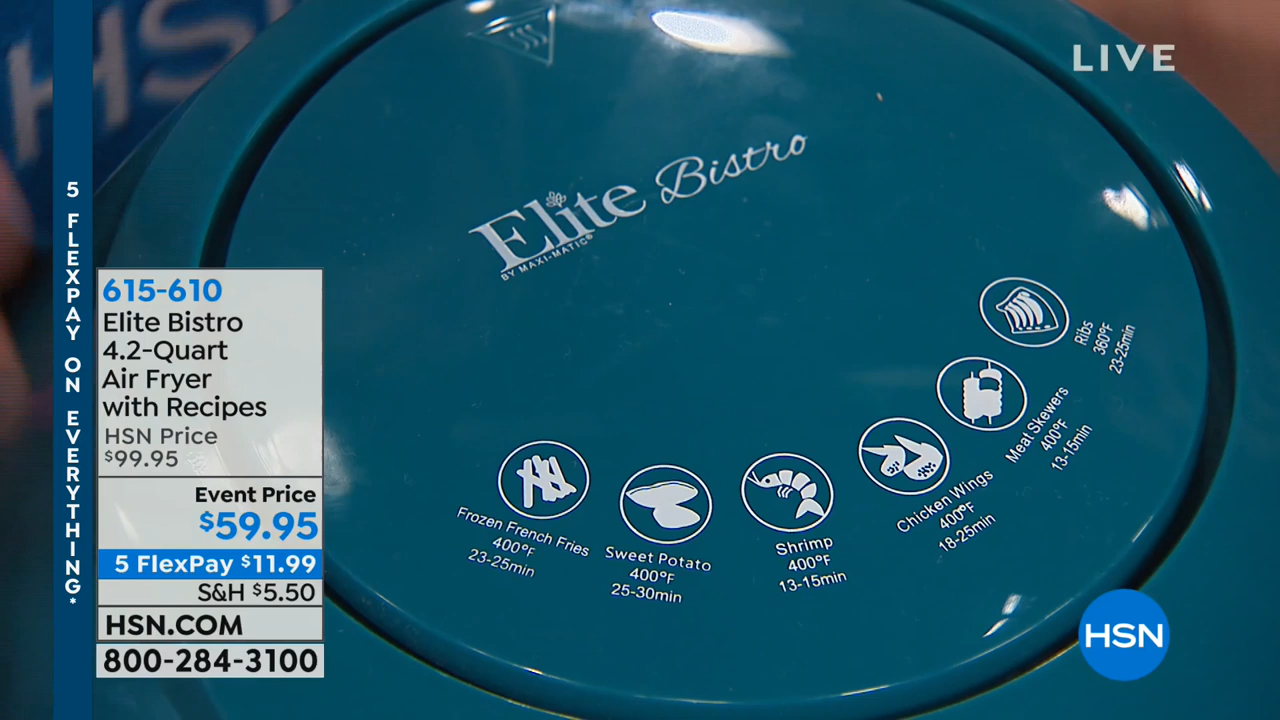 HS
LIVE
5 FLEXPAY ON EVERYTHING*
615-610
Elite Bistro
4.2-Quart
Air Fryer
with Recipes
HSN Price
$99.95
Event Price
$59.95
5 FlexPay $11.99
S&H $5.50
HSN.COM
800-284-3100
Elite Bistro
BY MAXI-MATIC®
Frozen French Fries
400°F
23-25min
Sweet Potato
400°F
25-30min
Shrimp
400°F
13-15min
Chicken Wings
400°F
18-25min
Meat Skewers
400°F
13-15min
Ribs
360°F
23-25min
HSN